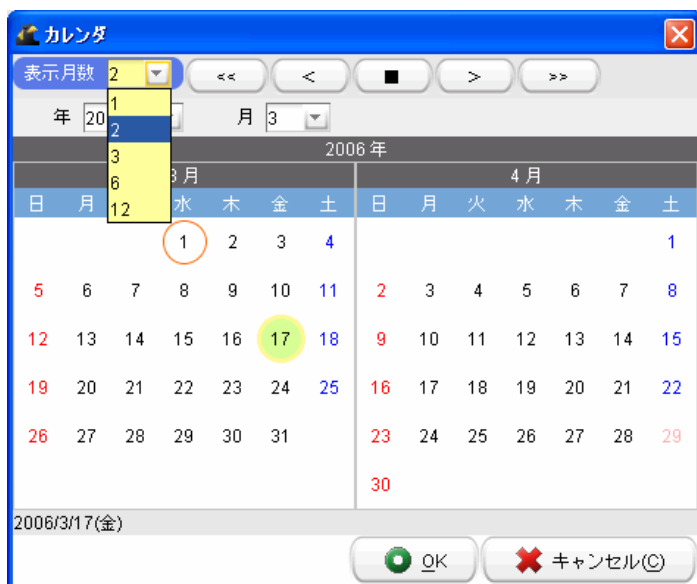 カレンダ
表示月数 2 << < ■ > >>
1
2
3
6
12
年 20 月 3
2006 年
3 月 4 月
日 月 水 木 金 土 日 月 火 水 木 金 土
1 2 3 4 1
5 6 7 8 9 10 11 2 3 4 5 6 7 8
12 13 14 15 16 17 18 9 10 11 12 13 14 15
19 20 21 22 23 24 25 16 17 18 19 20 21 22
26 27 28 29 30 31 23 24 25 26 27 28 29
30
2006/3/17(金)
OK キャンセル(C)